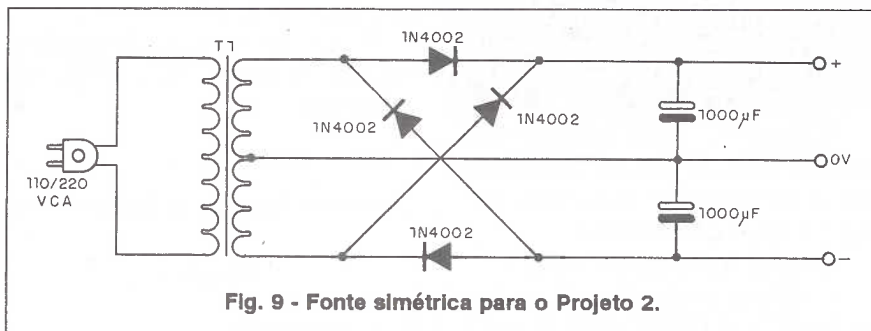 T1
1N4002
+
1N4002
1N4002
1000µF
0V
110/220
VCA
1N4002
1000µF
−
Fig. 9 - Fonte simétrica para o Projeto 2.